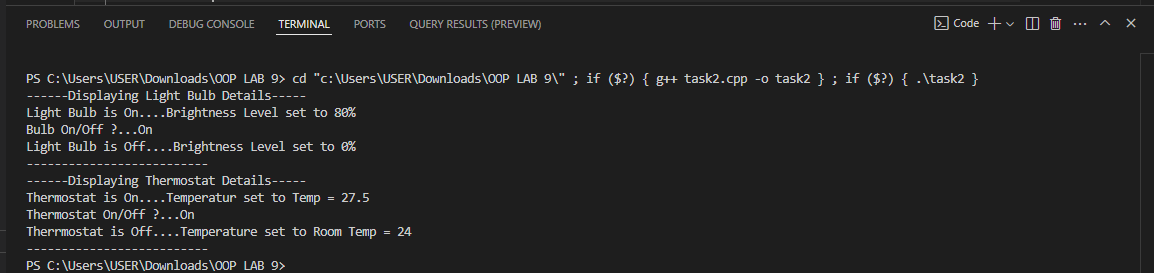 PROBLEMS OUTPUT DEBUG CONSOLE TERMINAL PORTS QUERY RESULTS (PREVIEW) Code
PS C:\Users\USER\Downloads\OOP LAB 9> cd "c:\Users\USER\Downloads\OOP LAB 9\" ; if ($?) { g++ task2.cpp -o task2 } ; if ($?) { .\task2 }
------Displaying Light Bulb Details-----
Light Bulb is On....Brightness Level set to 80%
Bulb On/Off ?...On
Light Bulb is Off....Brightness Level set to 0%
--------------------------
------Displaying Thermostat Details-----
Thermostat is On....Temperatur set to Temp = 27.5
Thermostat On/Off ?...On
Therrmostat is Off....Temperature set to Room Temp = 24
--------------------------
PS C:\Users\USER\Downloads\OOP LAB 9>